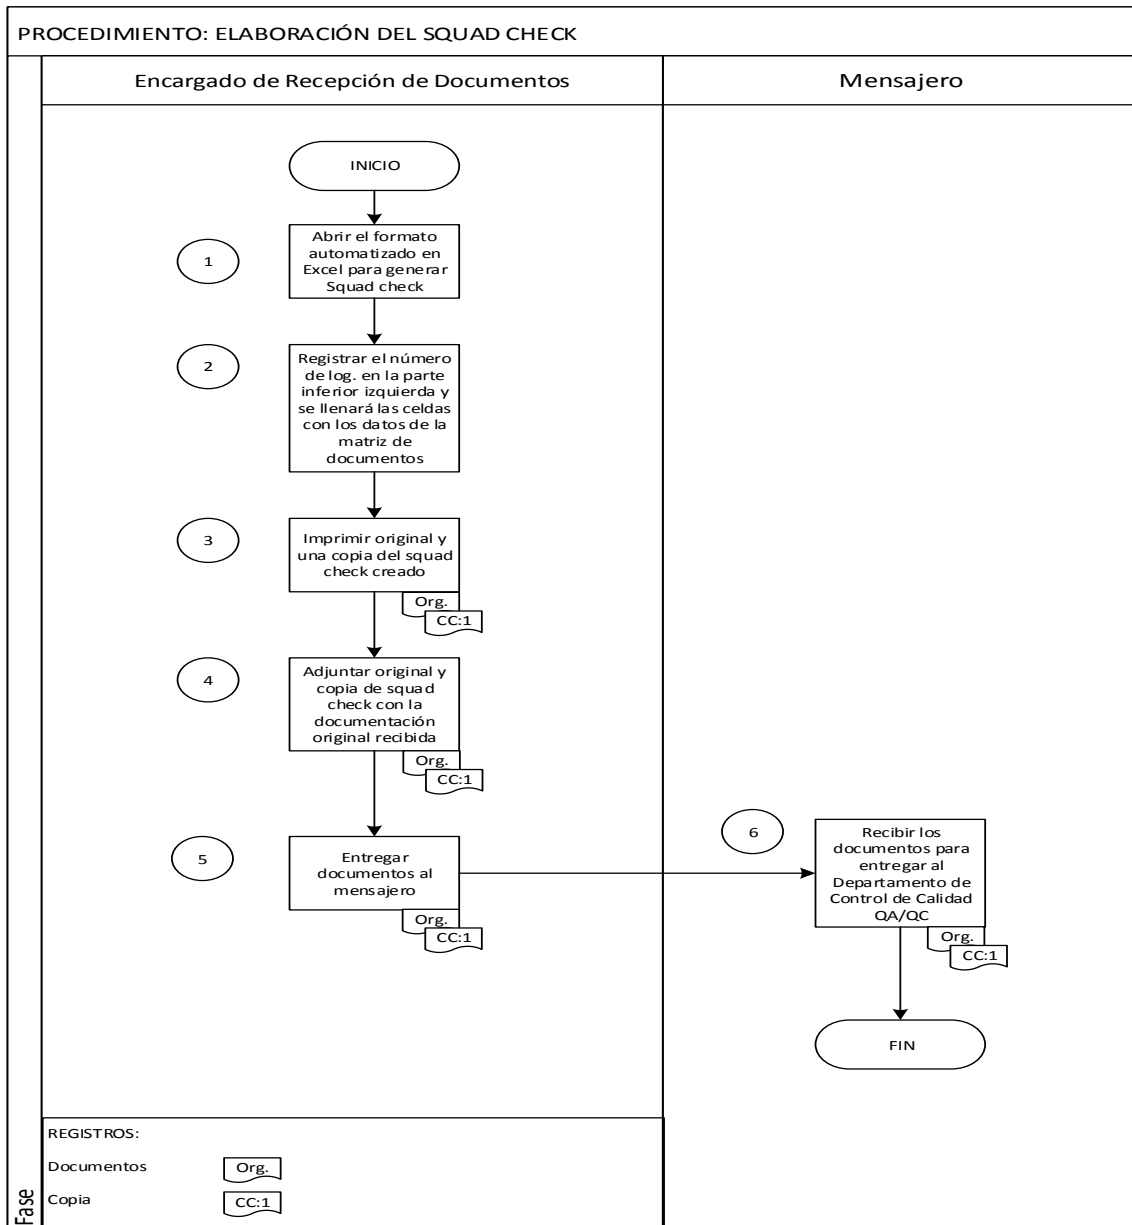 PROCEDIMIENTO: ELABORACIÓN DEL SQUAD CHECK
Encargado de Recepción de Documentos
Mensajero
INICIO
1
Abrir el formato
automatizado en
Excel para generar
Squad check
2
Registrar el número
de log. en la parte
inferior izquierda y
se llenará las celdas
con los datos de la
matriz de
documentos
3
Imprimir original y
una copia del squad
check creado
Org.
CC:1
4
Adjuntar original y
copia de squad
check con la
documentación
original recibida
Org.
CC:1
5
Entregar
documentos al
mensajero
Org.
CC:1
6
Recibir los
documentos para
entregar al
Departamento de
Control de Calidad
QA/QC
Org.
CC:1
FIN
REGISTROS:
Documentos
Org.
Copia
CC:1
Fase